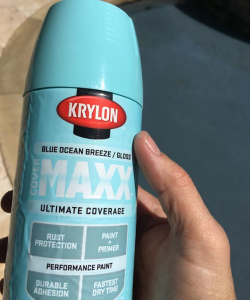 KRYLON
BLUE OCEAN BREEZE / GLOSS
COVER
MAXX
ULTIMATE COVERAGE
RUST
PROTECTION
PAINT
+
PRIMER
PERFORMANCE PAINT
DURABLE
ADHESION
FASTEST
DRY TIME